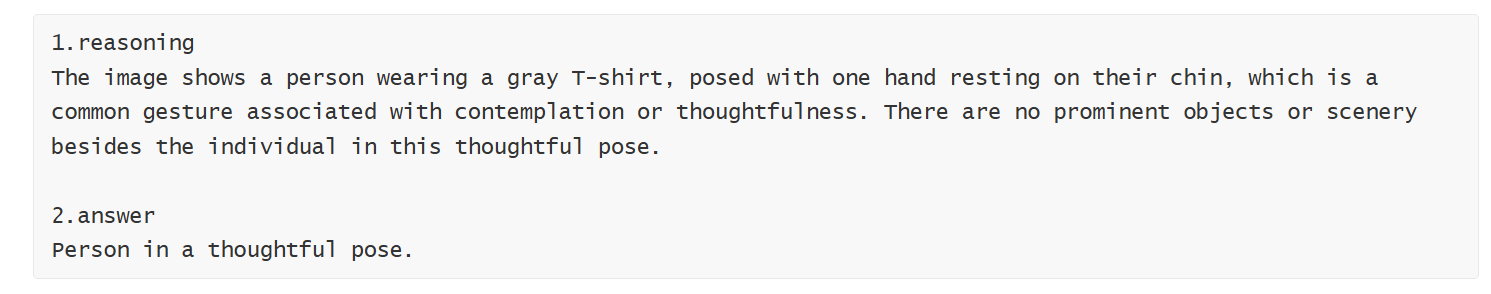 1.reasoning
The image shows a person wearing a gray T-shirt, posed with one hand resting on their chin, which is a
common gesture associated with contemplation or thoughtfulness. There are no prominent objects or scenery
besides the individual in this thoughtful pose.
2.answer
Person in a thoughtful pose.